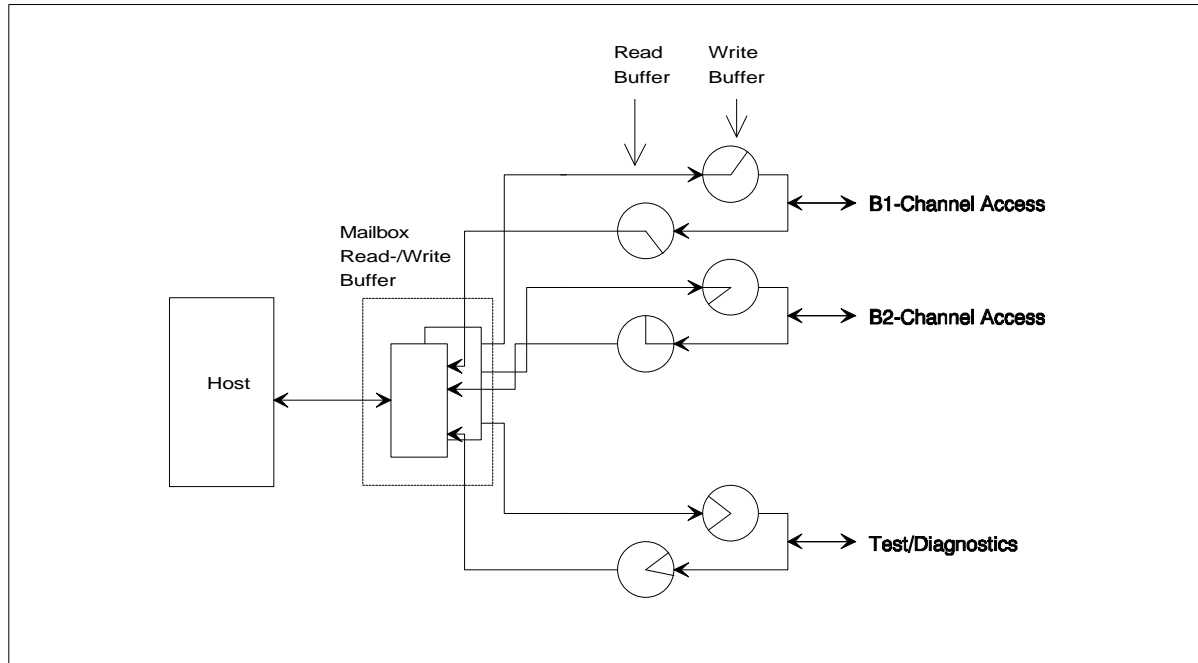 Read
Buffer
Write
Buffer
B1-Channel Access
Mailbox
Read-/Write
Buffer
B2-Channel Access
Host
Test/Diagnostics